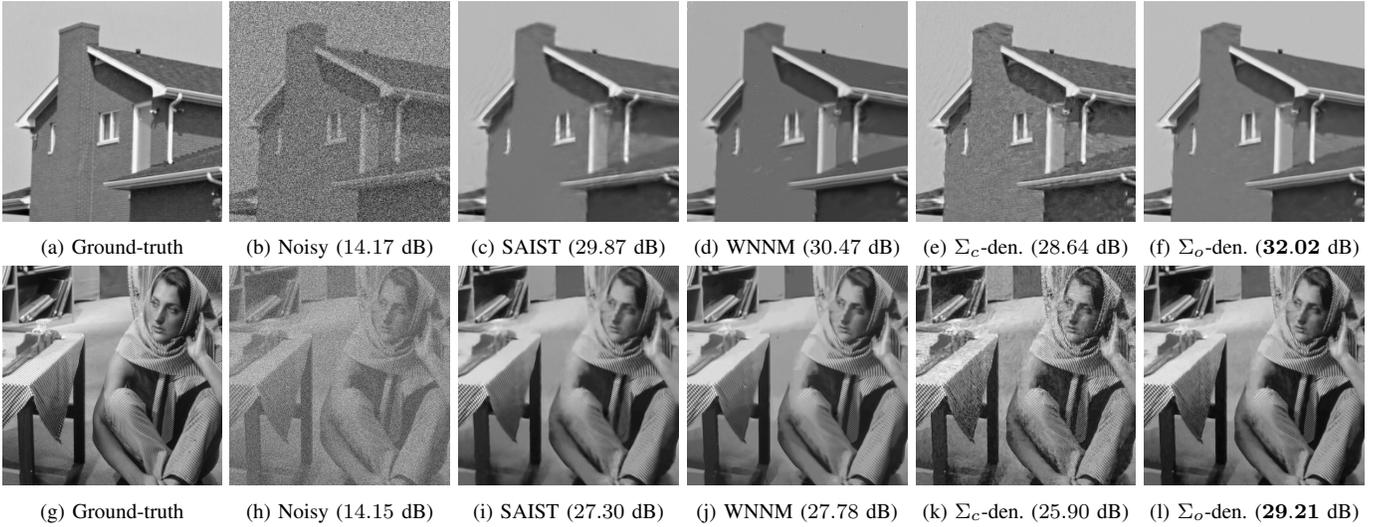 (a) Ground-truth (b) Noisy (14.17 dB) (c) SAIST (29.87 dB) (d) WNNM (30.47 dB) (e) Σc-den. (28.64 dB) (f) Σo-den. (32.02 dB)
(g) Ground-truth (h) Noisy (14.15 dB) (i) SAIST (27.30 dB) (j) WNNM (27.78 dB) (k) Σc-den. (25.90 dB) (l) Σo-den. (29.21 dB)